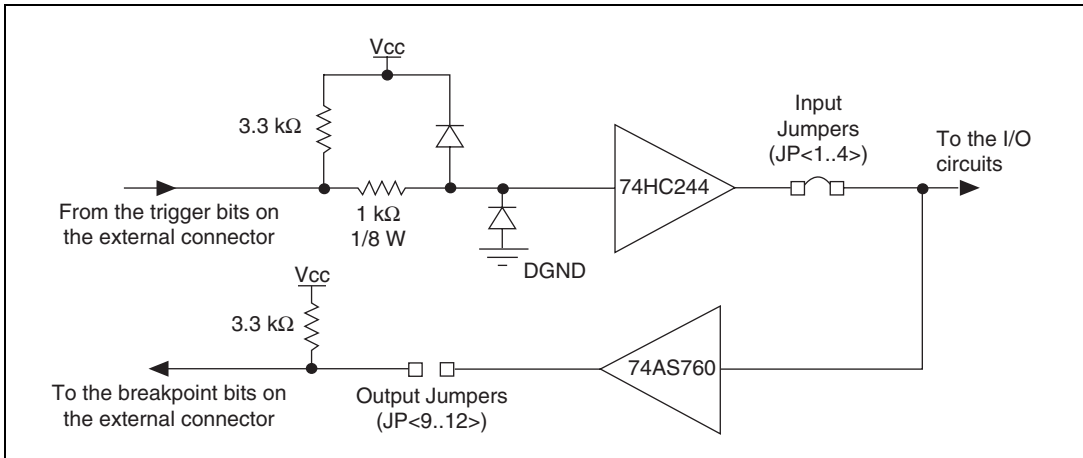 Vcc
3.3 kΩ
Input
Jumpers
(JP<1..4>)
To the I/O
circuits
74HC244
From the trigger bits on
the external connector
1 kΩ
1/8 W
DGND
Vcc
3.3 kΩ
74AS760
To the breakpoint bits on
the external connector
Output Jumpers
(JP<9..12>)